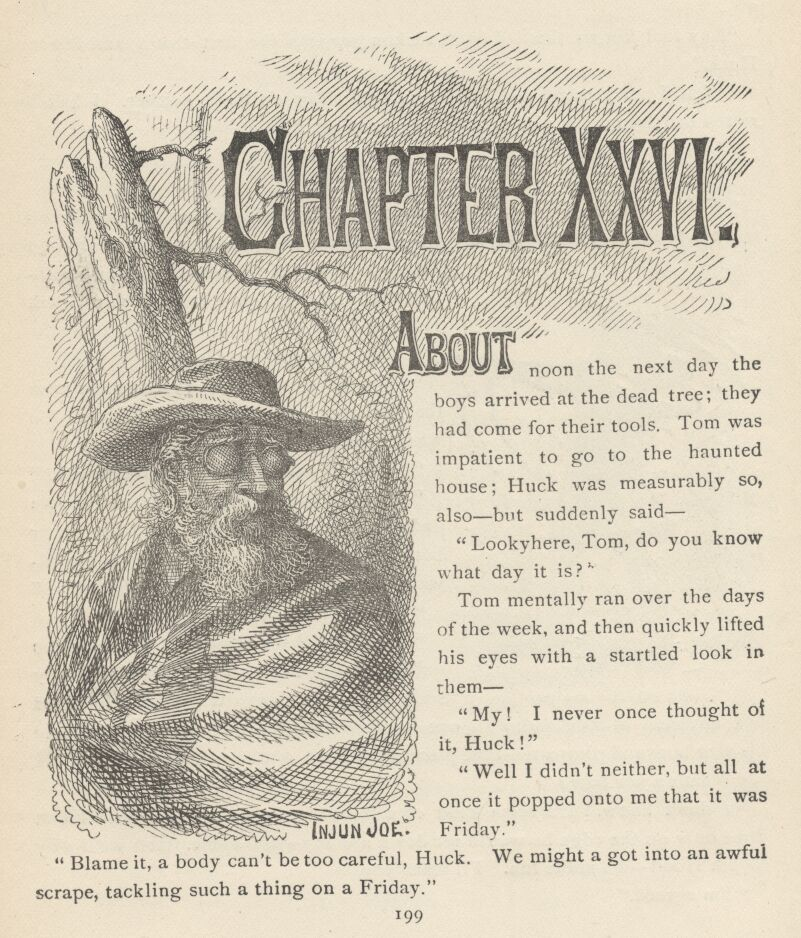 CHAPTER XXVI.
ABOUT noon the next day the
boys arrived at the dead tree; they
had come for their tools. Tom was
impatient to go to the haunted
house; Huck was measurably so,
also—but suddenly said—
“Lookyhere, Tom, do you know
what day it is?”
Tom mentally ran over the days
of the week, and then quickly lifted
his eyes with a startled look in
them—
“My! I never once thought of
it, Huck!”
“Well I didn’t neither, but all at
once it popped onto me that it was
Friday.”
INJUN JOE.
“Blame it, a body can’t be too careful, Huck. We might a got into an awful
scrape, tackling such a thing on a Friday.”
199